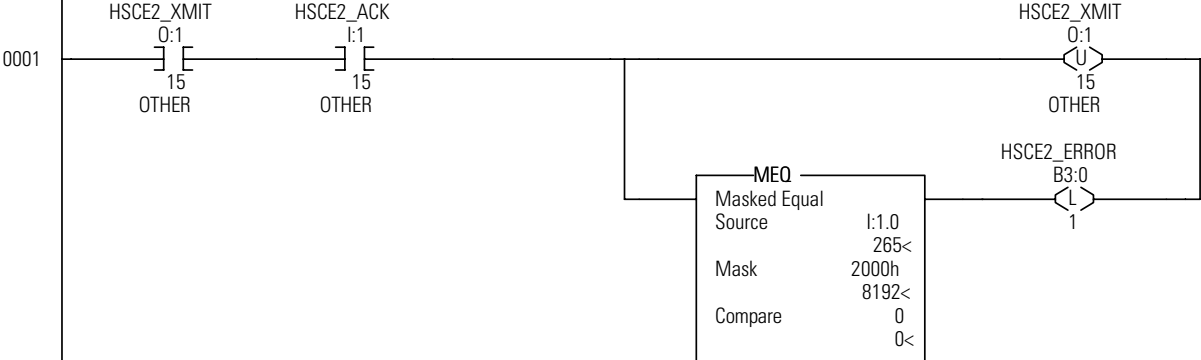 HSCE2_XMIT HSCE2_ACK HSCE2_XMIT
O:1 I:1 O:1
0001 U
15 15 15
OTHER OTHER OTHER
HSCE2_ERROR
MEQ B3:0
Masked Equal L
Source I:1.0 1
265<
Mask 2000h
8192<
Compare 0
0<